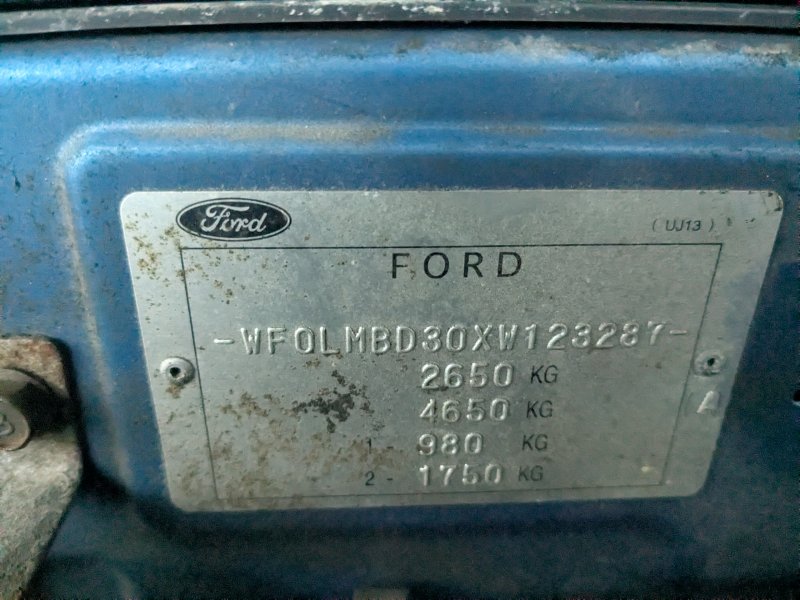 Ford
( UJ13 )
FORD
-WF0LMBD30XW123287-
2650 KG
4650 KG
A
1 - 980 KG
2 - 1750 KG